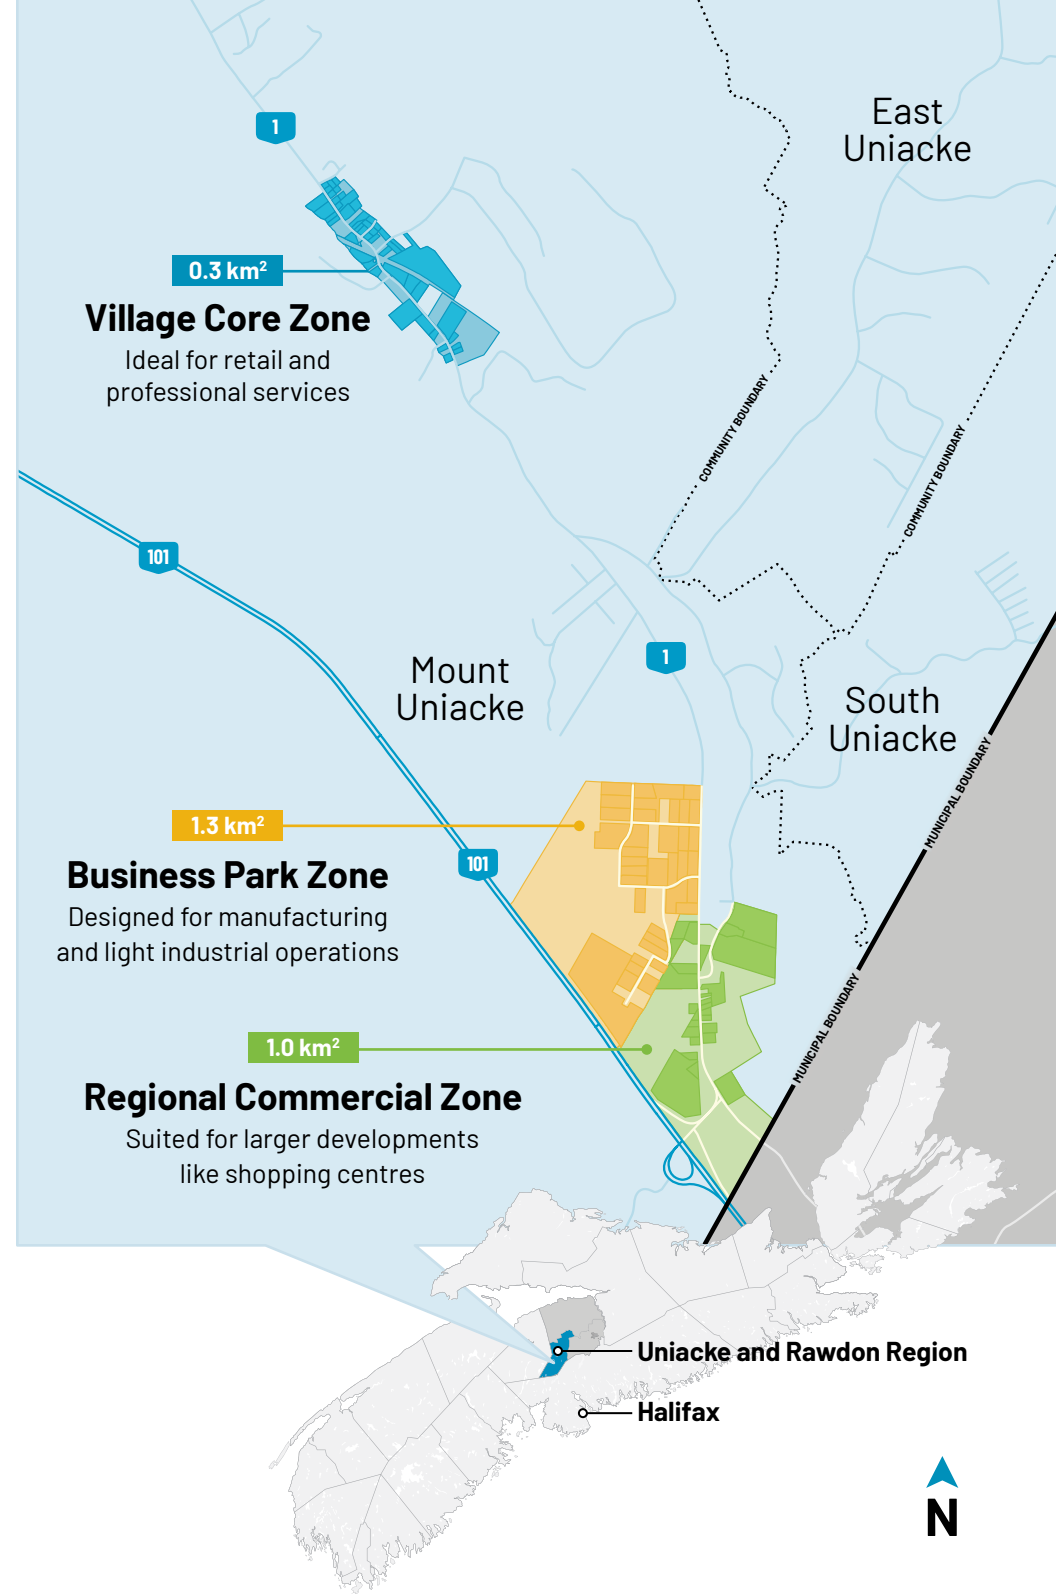 East
Uniacke
1
0.3 km²
Village Core Zone
Ideal for retail and
professional services
COMMUNITY BOUNDARY
COMMUNITY BOUNDARY
101
1
Mount
Uniacke
South
Uniacke
MUNICIPAL BOUNDARY
1.3 km²
101
Business Park Zone
Designed for manufacturing
and light industrial operations
MUNICIPAL BOUNDARY
1.0 km²
Regional Commercial Zone
Suited for larger developments
like shopping centres
Uniacke and Rawdon Region
Halifax
N